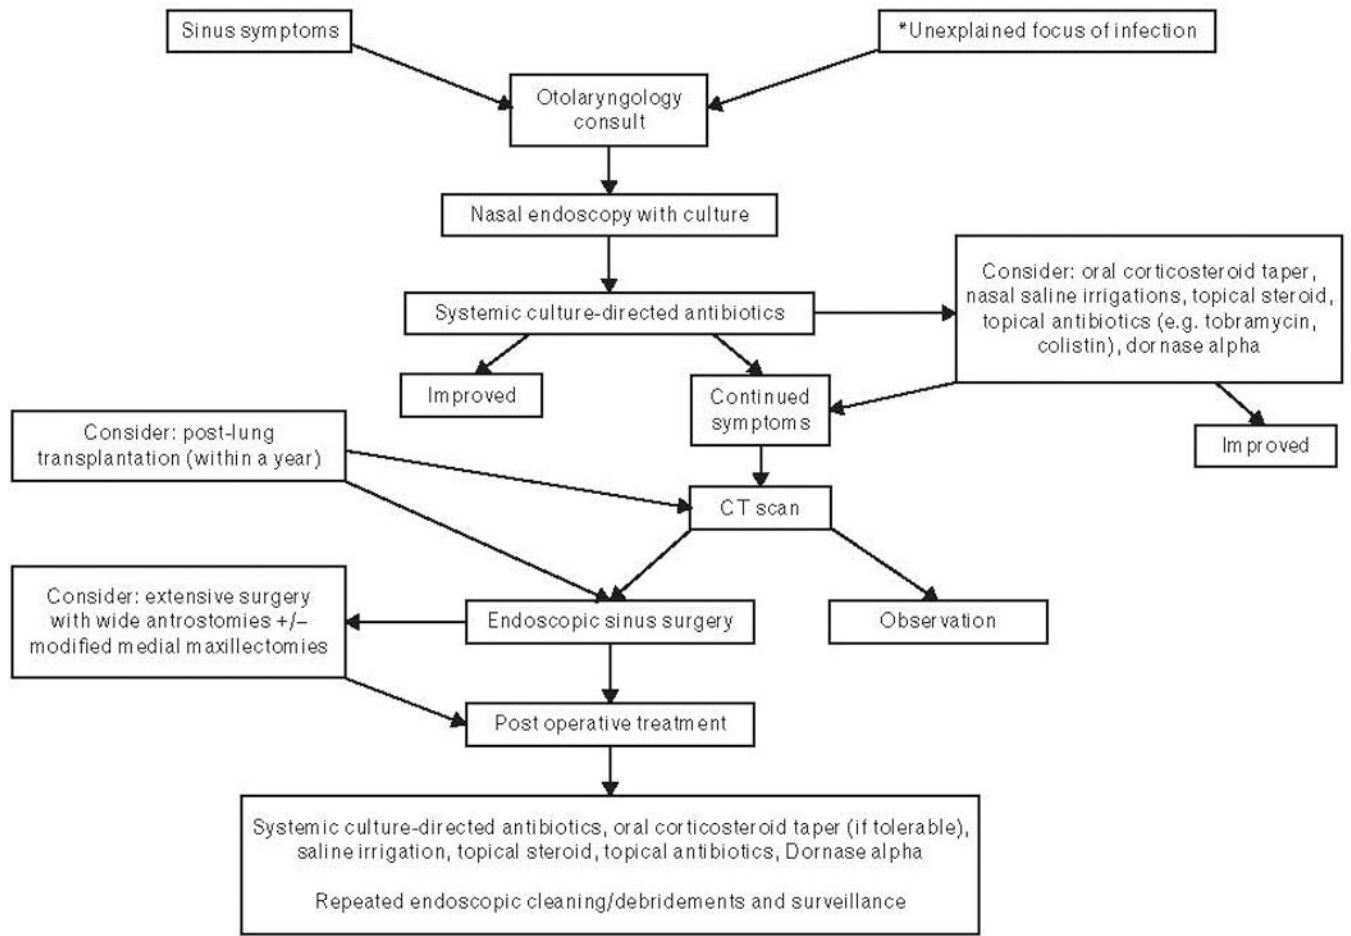 Sinus symptoms
*Unexplained focus of infection
Otolaryngology
consult
Nasal endoscopy with culture
Systemic culture-directed antibiotics
Consider: oral corticosteroid taper,
nasal saline irrigations, topical steroid,
topical antibiotics (e.g. tobramycin,
colistin), dornase alpha
Improved
Continued
symptoms
Improved
Consider: post-lung
transplantation (within a year)
CT scan
Consider: extensive surgery
with wide antrostomies +/–
modified medial maxillectomies
Endoscopic sinus surgery
Observation
Post operative treatment
Systemic culture-directed antibiotics, oral corticosteroid taper (if tolerable),
saline irrigation, topical steroid, topical antibiotics, Dornase alpha
Repeated endoscopic cleaning/debridements and surveillance